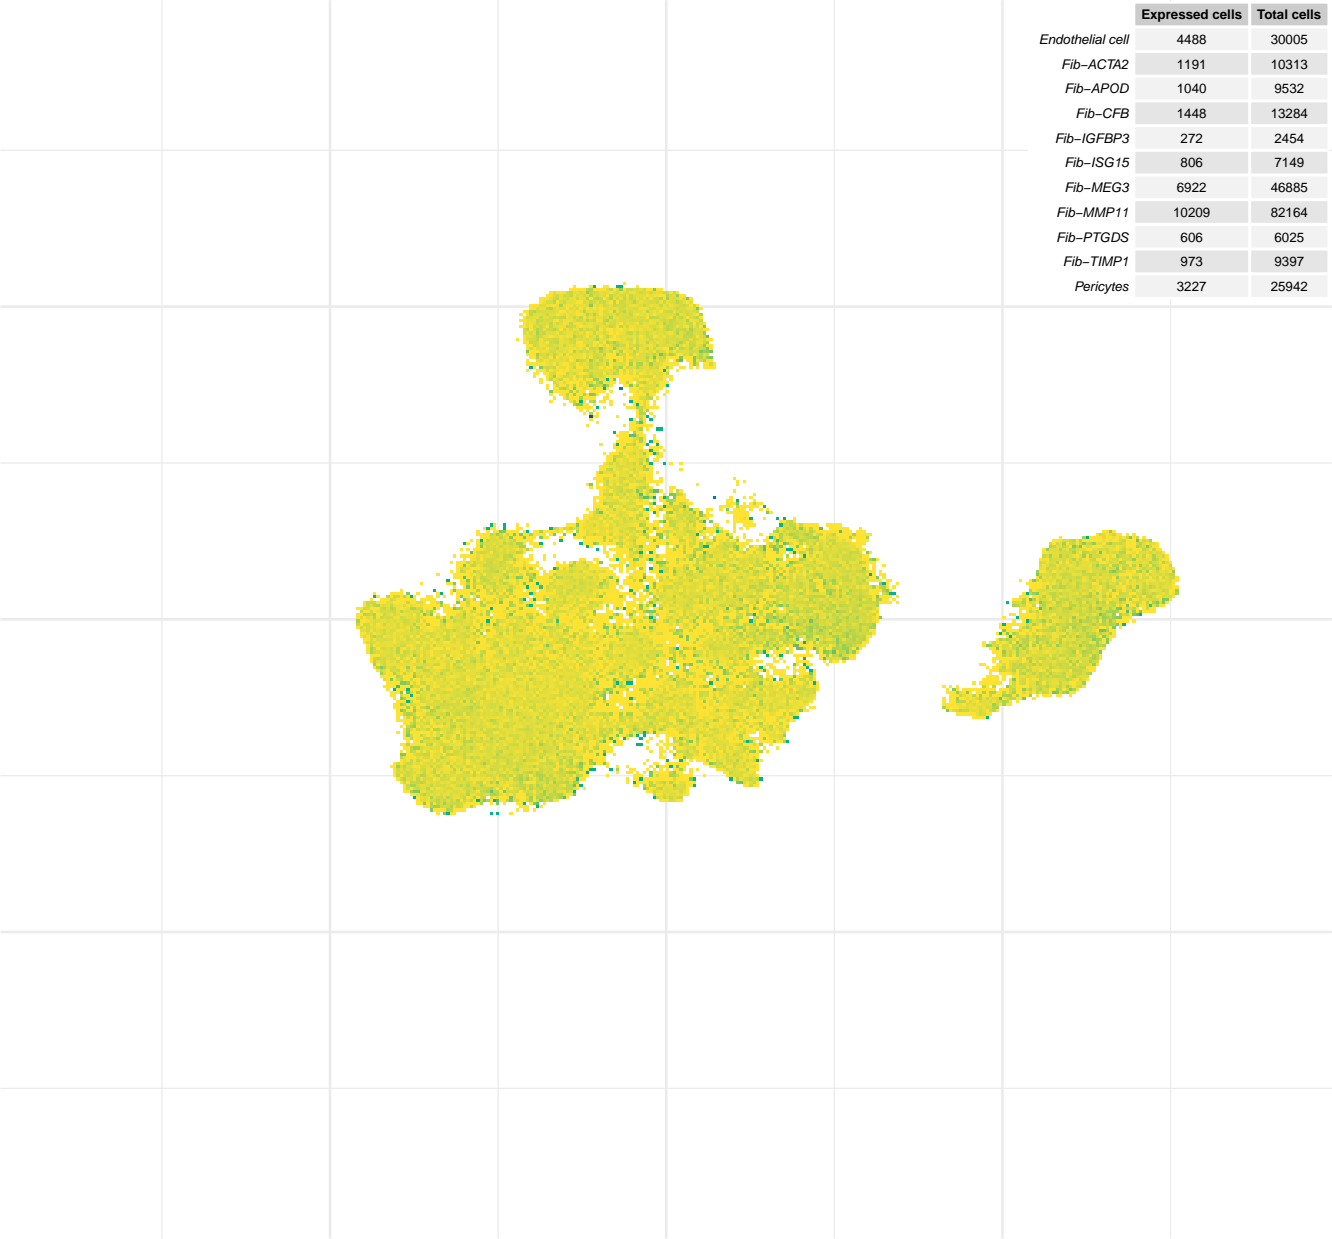 Expressed cells Total cells
Endothelial cell 4488 30005
Fib−ACTA2 1191 10313
Fib−APOD 1040 9532
Fib−CFB 1448 13284
Fib−IGFBP3 272 2454
Fib−ISG15 806 7149
Fib−MEG3 6922 46885
Fib−MMP11 10209 82164
Fib−PTGDS 606 6025
Fib−TIMP1 973 9397
Pericytes 3227 25942